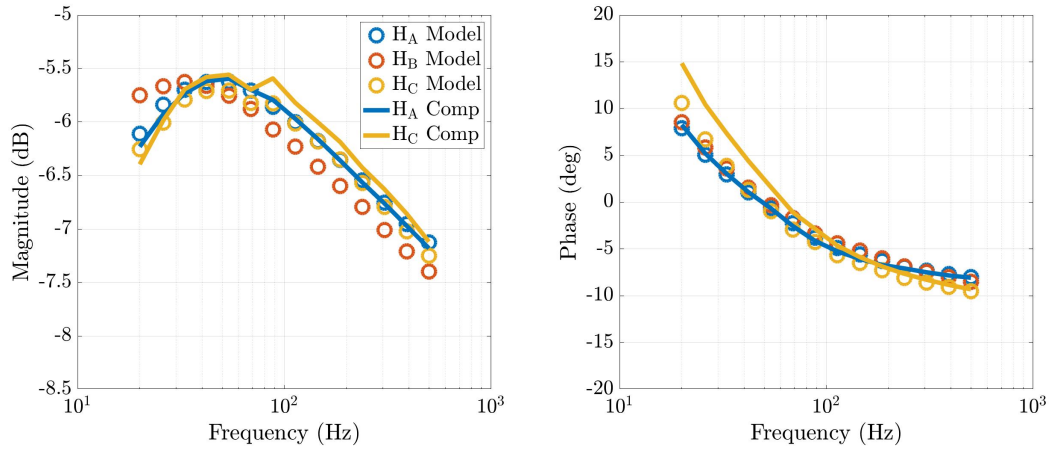 -5
-5.5
-6
-6.5
-7
-7.5
-8
-8.5
Magnitude (dB)
10^1
10^2
10^3
Frequency (Hz)
H_A Model
H_B Model
H_C Model
H_A Comp
H_C Comp
20
15
10
5
0
-5
-10
-15
-20
Phase (deg)
10^1
10^2
10^3
Frequency (Hz)